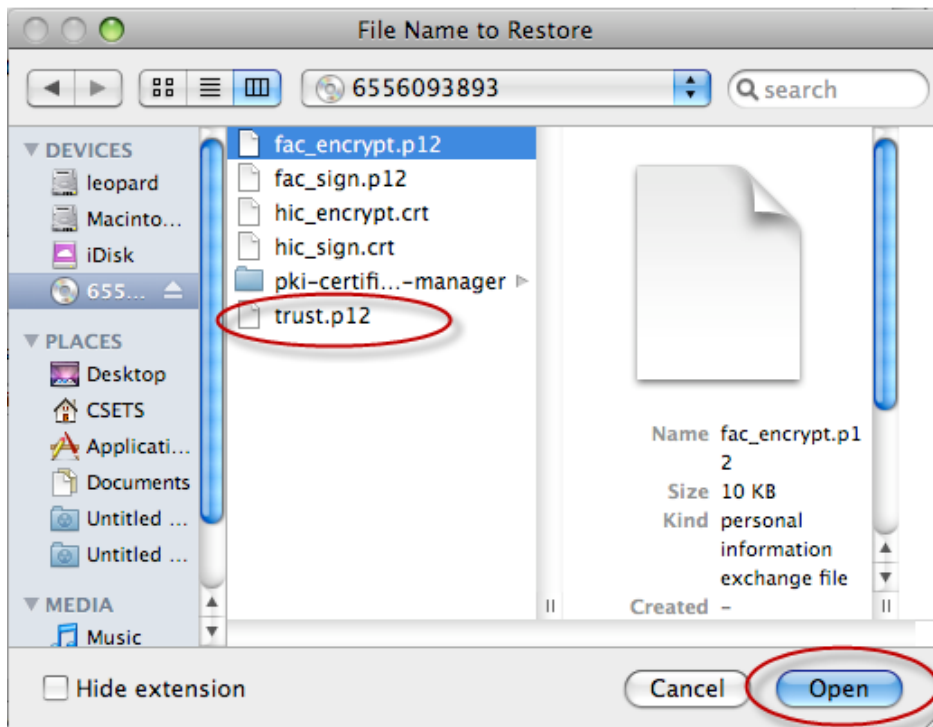 File Name to Restore
6556093893
search
DEVICES
leopard
Macinto...
iDisk
655...
PLACES
Desktop
CSETS
Applicati...
Documents
Untitled ...
Untitled ...
MEDIA
Music
fac_encrypt.p12
fac_sign.p12
hic_encrypt.crt
hic_sign.crt
pki-certifi...-manager
trust.p12
Name fac_encrypt.p1
2
Size 10 KB
Kind personal
information
exchange file
Created –
Hide extension
Cancel
Open